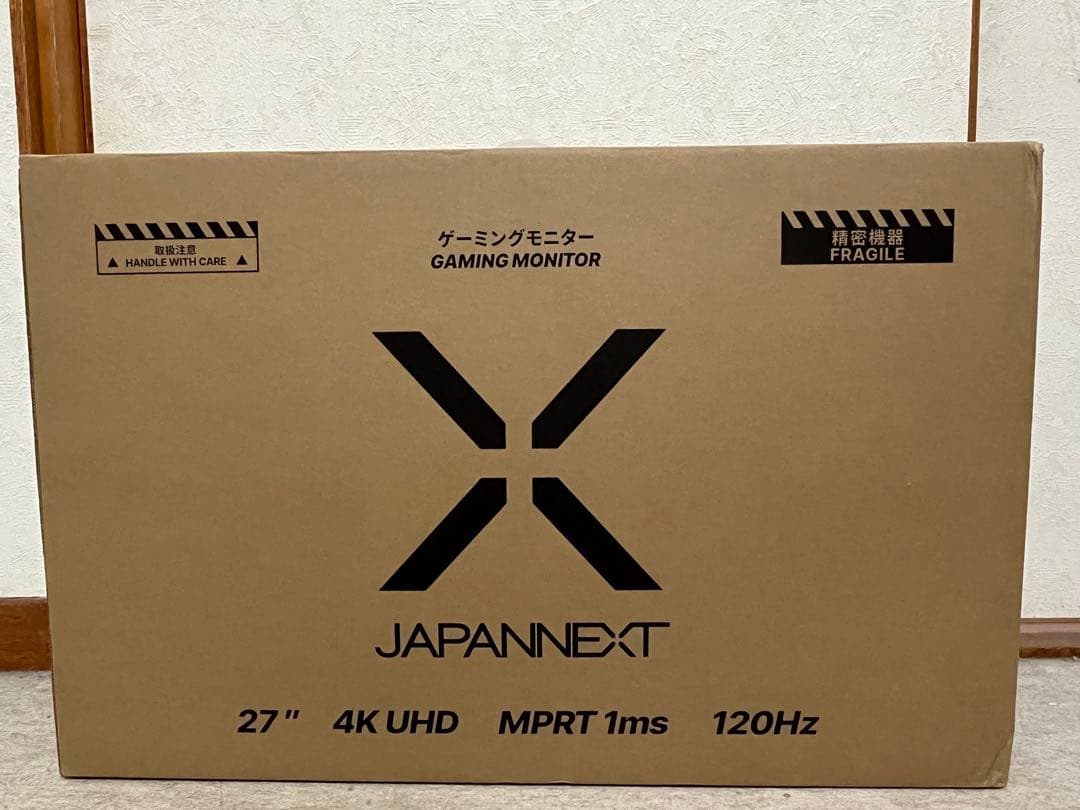 取扱注意
HANDLE WITH CARE
ゲーミングモニター
GAMING MONITOR
精密機器
FRAGILE
JAPANNEXT
27" 4K UHD MPRT 1ms 120Hz